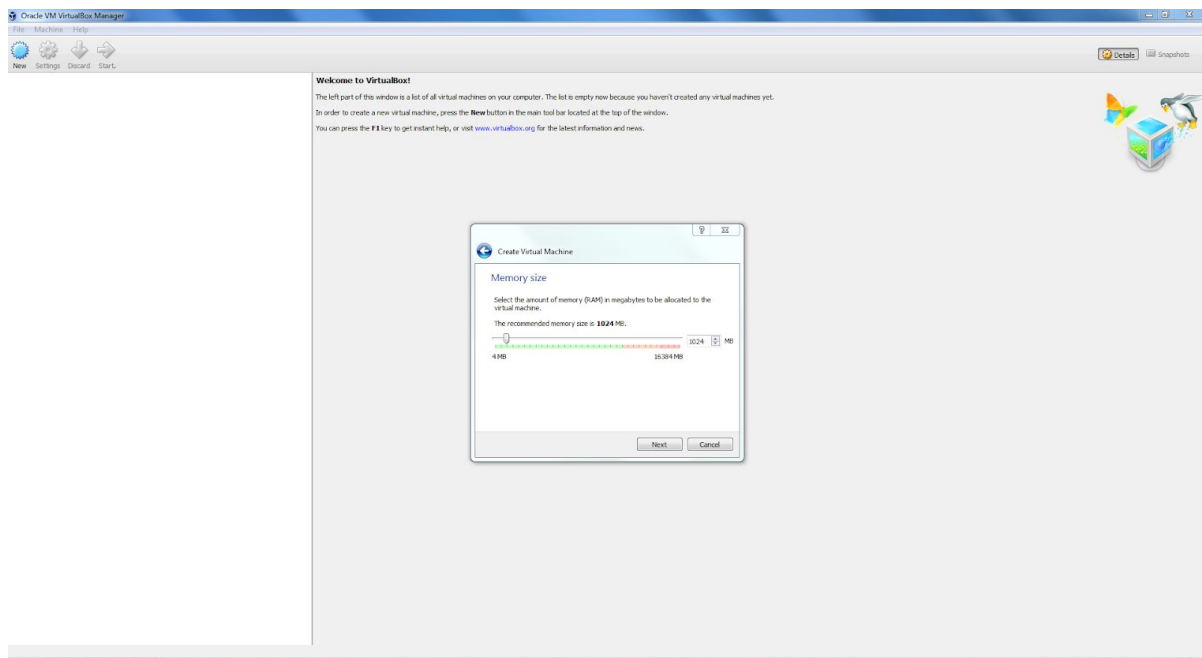 Oracle VM VirtualBox Manager
File Machine Help
New Settings Discard Start
Details Snapshots
Welcome to VirtualBox!
The left part of this window is a list of all virtual machines on your computer. The list is empty now because you haven't created any virtual machines yet.
In order to create a new virtual machine, press the New button in the main tool bar located at the top of the window.
You can press the F1 key to get instant help, or visit www.virtualbox.org for the latest information and news.
Create Virtual Machine
Memory size
Select the amount of memory (RAM) in megabytes to be allocated to the
virtual machine.
The recommended memory size is 1024 MB.
1024 MB
4 MB 16384 MB
Next Cancel